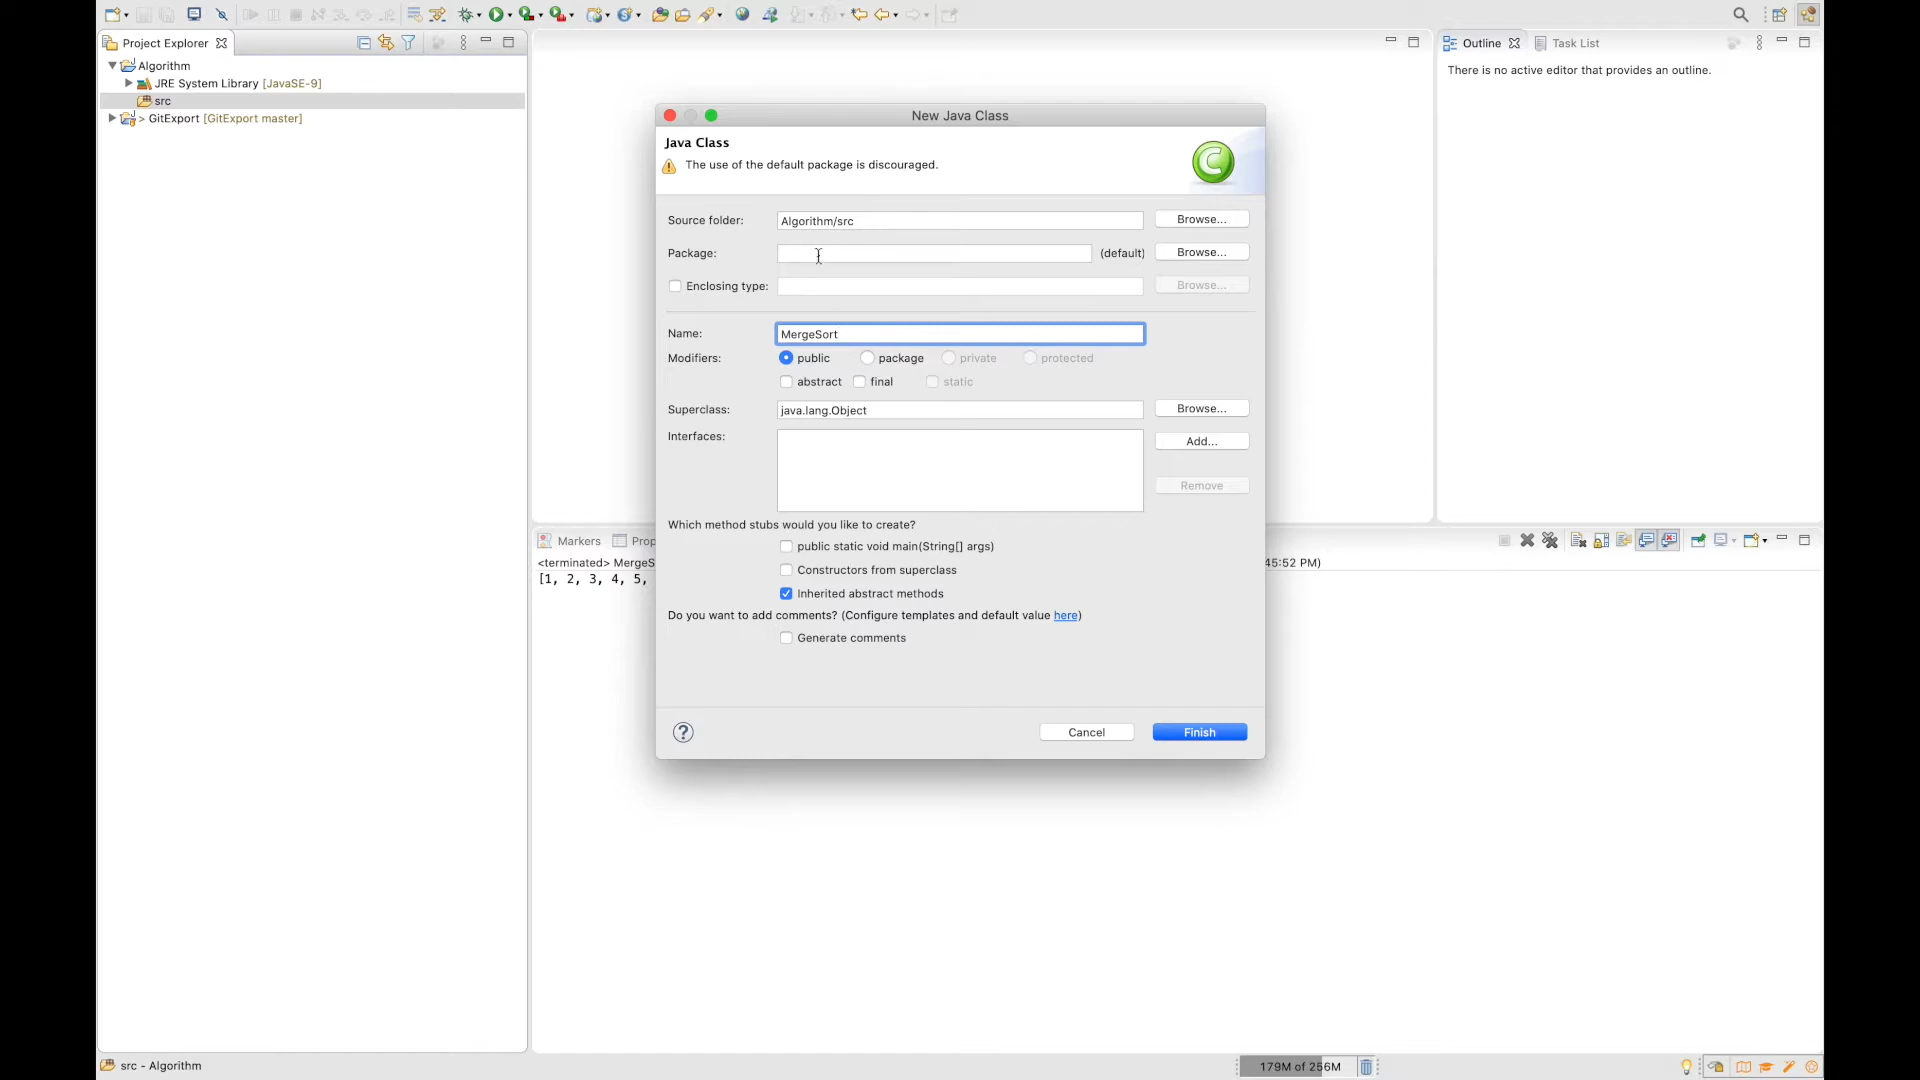 Project Explorer
Algorithm
JRE System Library [JavaSE-9]
src
> GitExport [GitExport master]
Outline
Task List
There is no active editor that provides an outline.
New Java Class
Java Class
The use of the default package is discouraged.
Source folder: Algorithm/src Browse...
Package: (default) Browse...
Enclosing type: Browse...
Name: MergeSort
Modifiers: public package private protected
abstract final static
Superclass: java.lang.Object Browse...
Interfaces: Add...
Remove
Which method stubs would you like to create?
public static void main(String[] args)
Constructors from superclass
Inherited abstract methods
Do you want to add comments? (Configure templates and default value here)
Generate comments
? Cancel Finish
Markers Prop
<terminated> MergeS 45:52 PM)
[1, 2, 3, 4, 5,
src - Algorithm
179M of 256M